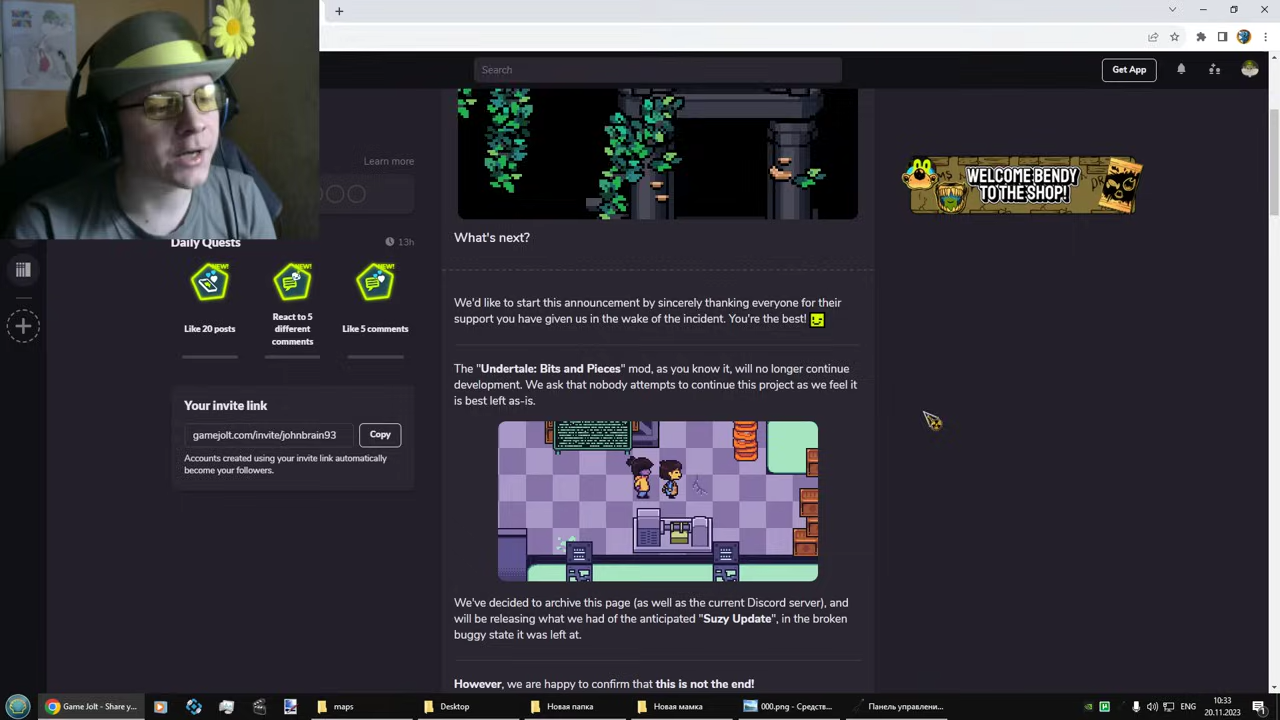 Search
Get App
Learn more
WELCOME BENDY
TO THE SHOP!
What's next?
Daily Quests
13h
NEW!
NEW!
NEW!
Like 20 posts
React to 5
different
comments
Like 5 comments
We'd like to start this announcement by sincerely thanking everyone for their
support you have given us in the wake of the incident. You're the best!
The "Undertale: Bits and Pieces" mod, as you know it, will no longer continue
development. We ask that nobody attempts to continue this project as we feel it
is best left as-is.
Your invite link
gamejolt.com/invite/johnbrain93
Copy
Accounts created using your invite link automatically
become your followers.
We've decided to archive this page (as well as the current Discord server), and
will be releasing what we had of the anticipated "Suzy Update", in the broken
buggy state it was left at.
However, we are happy to confirm that this is not the end!
Game Jolt - Share y...
maps
Desktop
Новая папка
Новая мамка
000.png - Средств...
Панель управлени...
ENG
10:33
20.11.2023